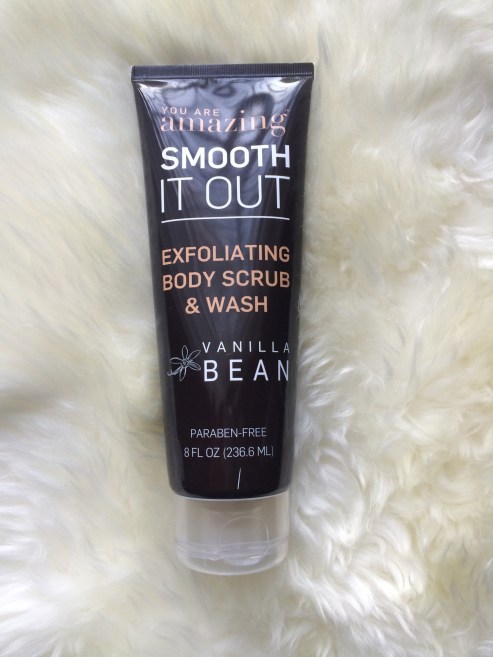 YOU ARE
amazing
SMOOTH
IT OUT
EXFOLIATING
BODY SCRUB
& WASH
VANILLA
BEAN
PARABEN-FREE
8 FL OZ (236.6 ML)